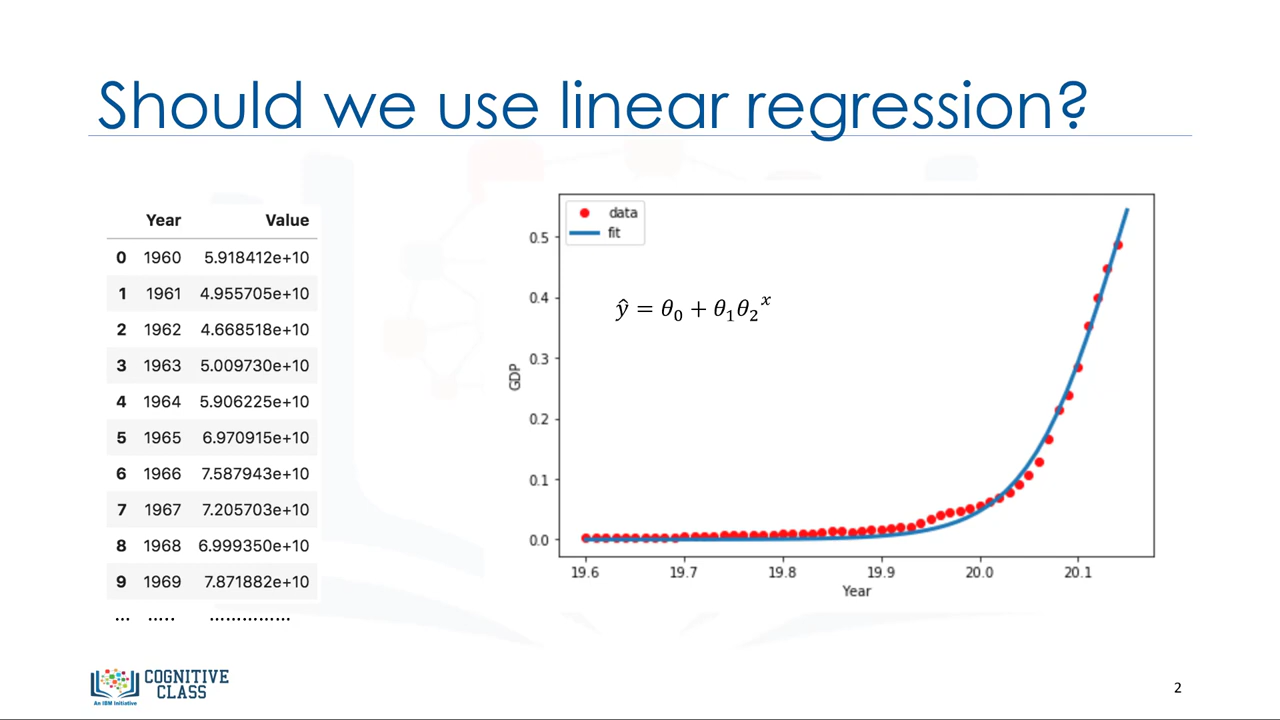 Should we use linear regression?
Year Value
0 1960 5.918412e+10
1 1961 4.955705e+10
2 1962 4.668518e+10
3 1963 5.009730e+10
4 1964 5.906225e+10
5 1965 6.970915e+10
6 1966 7.587943e+10
7 1967 7.205703e+10
8 1968 6.999350e+10
9 1969 7.871882e+10
... ..... ...............
data
fit
ŷ = θ₀ + θ₁θ₂ˣ
GDP
0.5
0.4
0.3
0.2
0.1
0.0
19.6 19.7 19.8 19.9 20.0 20.1
Year
COGNITIVE
CLASS
An IBM Initiative
2